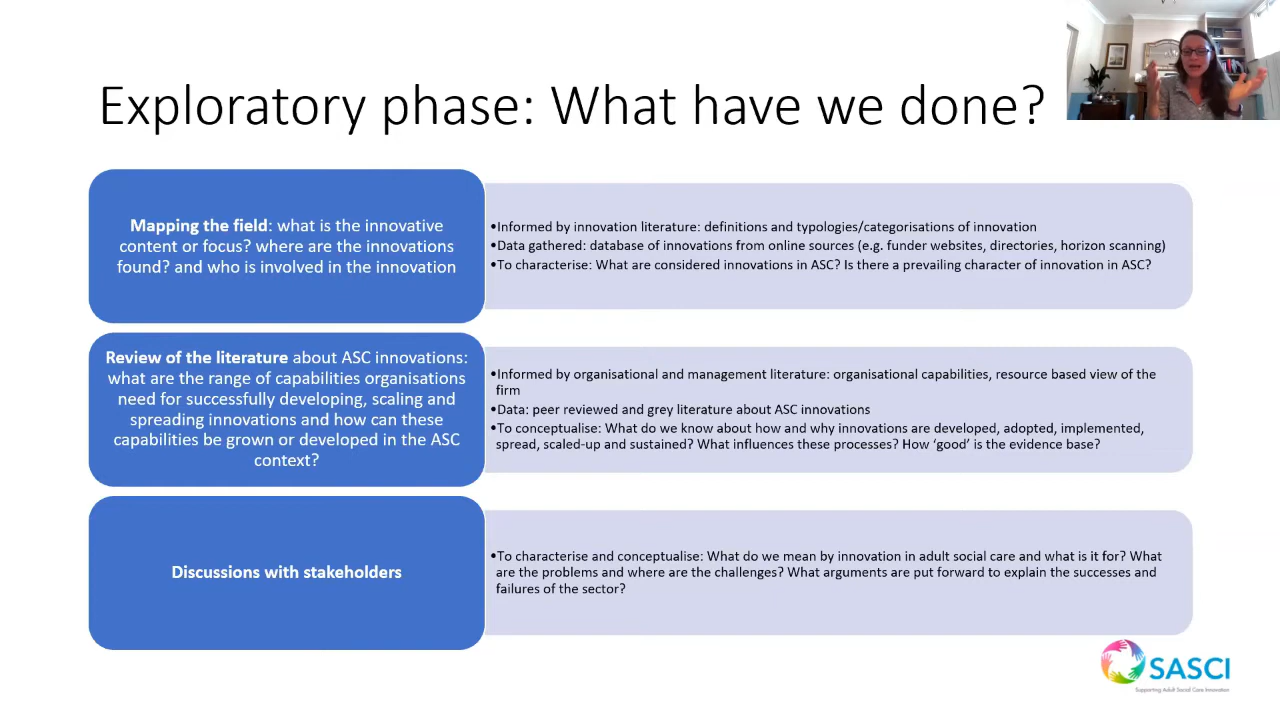 Exploratory phase: What have we done?
Mapping the field: what is the innovative
content or focus? where are the innovations
found? and who is involved in the innovation
•Informed by innovation literature: definitions and typologies/categorisations of innovation
•Data gathered: database of innovations from online sources (e.g. funder websites, directories, horizon scanning)
•To characterise: What are considered innovations in ASC? Is there a prevailing character of innovation in ASC?
Review of the literature about ASC innovations:
what are the range of capabilities organisations
need for successfully developing, scaling and
spreading innovations and how can these
capabilities be grown or developed in the ASC
context?
•Informed by organisational and management literature: organisational capabilities, resource based view of the
firm
•Data: peer reviewed and grey literature about ASC innovations
•To conceptualise: What do we know about how and why innovations are developed, adopted, implemented,
spread, scaled-up and sustained? What influences these processes? How ‘good’ is the evidence base?
Discussions with stakeholders
•To characterise and conceptualise: What do we mean by innovation in adult social care and what is it for? What
are the problems and where are the challenges? What arguments are put forward to explain the successes and
failures of the sector?
SASCI
Supporting Adult Social Care Innovation